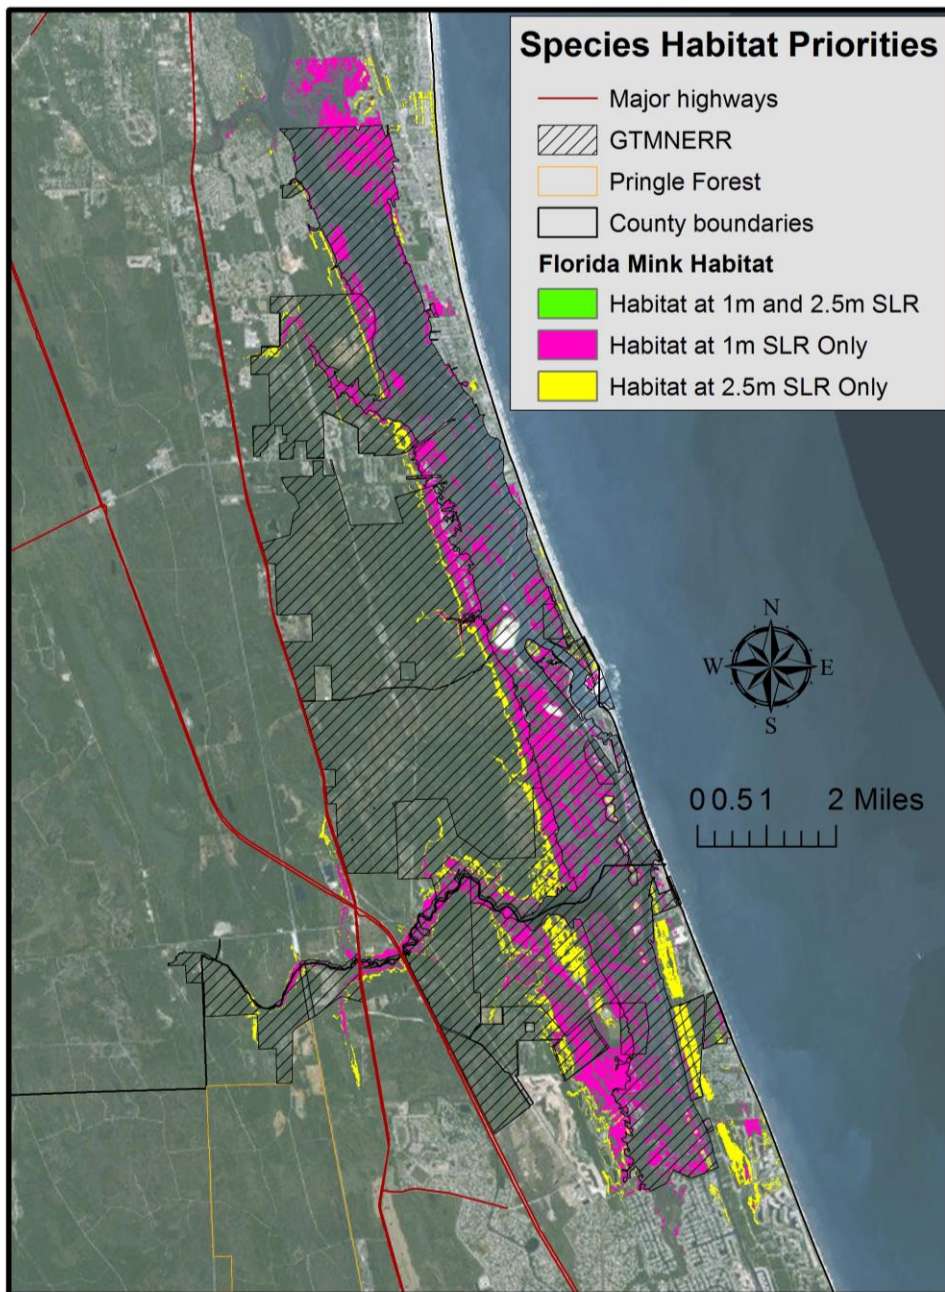 Species Habitat Priorities
Major highways
GTMNERR
Pringle Forest
County boundaries
Florida Mink Habitat
Habitat at 1m and 2.5m SLR
Habitat at 1m SLR Only
Habitat at 2.5m SLR Only
N
W E
S
0 0.5 1 2 Miles